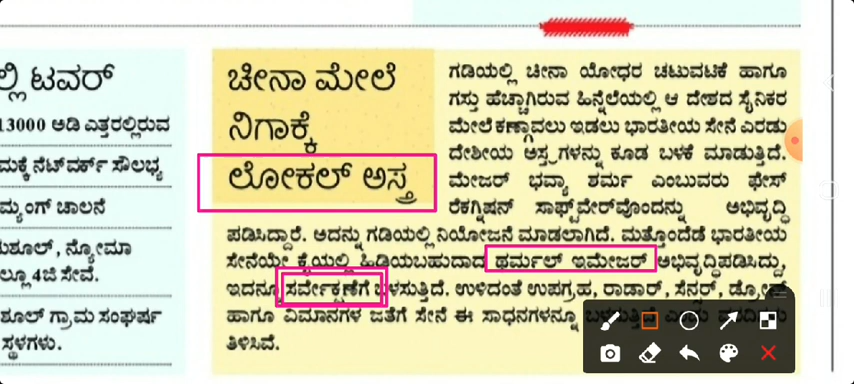 ಲ್ಲಿ ಟವರ್
13000 ಅಡಿ ಎತ್ತರಲ್ಲಿರುವ
ಮಕ್ಕೆ ನೆಟ್‌ವರ್ಕ್ ಸೌಲಭ್ಯ
ಮ್ಯಂಗ್ ಚಾಲನೆ
ುಶೂಲ್, ನ್ಯೋಮಾ
ಲ್ಲೂ 4ಜಿ ಸೇವೆ.
ಶೂಲ್ ಗ್ರಾಮ ಸಂಘರ್ಷ
ಸ್ಥಳಗಳು.
ಚೀನಾ ಮೇಲೆ
ನಿಗಾಕ್ಕೆ
ಲೋಕಲ್ ಅಸ್ತ್ರ
ಗಡಿಯಲ್ಲಿ ಚೀನಾ ಯೋಧರ ಚಟುವಟಿಕೆ ಹಾಗೂ
ಗಸ್ತು ಹೆಚ್ಚಾಗಿರುವ ಹಿನ್ನೆಲೆಯಲ್ಲಿ ಆ ದೇಶದ ಸೈನಿಕರ
ಮೇಲೆ ಕಣ್ಗಾವಲು ಇಡಲು ಭಾರತೀಯ ಸೇನೆ ಎರಡು
ದೇಶೀಯ ಅಸ್ತ್ರಗಳನ್ನು ಕೂಡ ಬಳಕೆ ಮಾಡುತ್ತಿದೆ.
ಮೇಜರ್ ಭವ್ಯಾ ಶರ್ಮ ಎಂಬುವರು ಫೇಸ್
ರೆಕಗ್ನಿಷನ್ ಸಾಫ್ಟ್‌ವೇರ್‌ವೊಂದನ್ನು ಅಭಿವೃದ್ಧಿ
ಪಡಿಸಿದ್ದಾರೆ. ಅದನ್ನು ಗಡಿಯಲ್ಲಿ ನಿಯೋಜನೆ ಮಾಡಲಾಗಿದೆ. ಮತ್ತೊಂದೆಡೆ ಭಾರತೀಯ
ಸೇನೆಯೇ ಕೈಯಲ್ಲಿ ಹಿಡಿಯಬಹುದಾದ ಥರ್ಮಲ್ ಇಮೇಜರ್ ಅಭಿವೃದ್ಧಿಪಡಿಸಿದ್ದು,
ಇದನ್ನೂ ಸರ್ವೇಕ್ಷಣೆಗೆ ಬಳಸುತ್ತಿದೆ. ಉಳಿದಂತೆ ಉಪಗ್ರಹ, ರಾಡಾರ್, ಸೆನ್ಸರ್, ಡ್ರೋನ್
ಹಾಗೂ ವಿಮಾನಗಳ ಜತೆಗೆ ಸೇನೆ ಈ ಸಾಧನಗಳನ್ನೂ
ತಿಳಿಸಿವೆ.